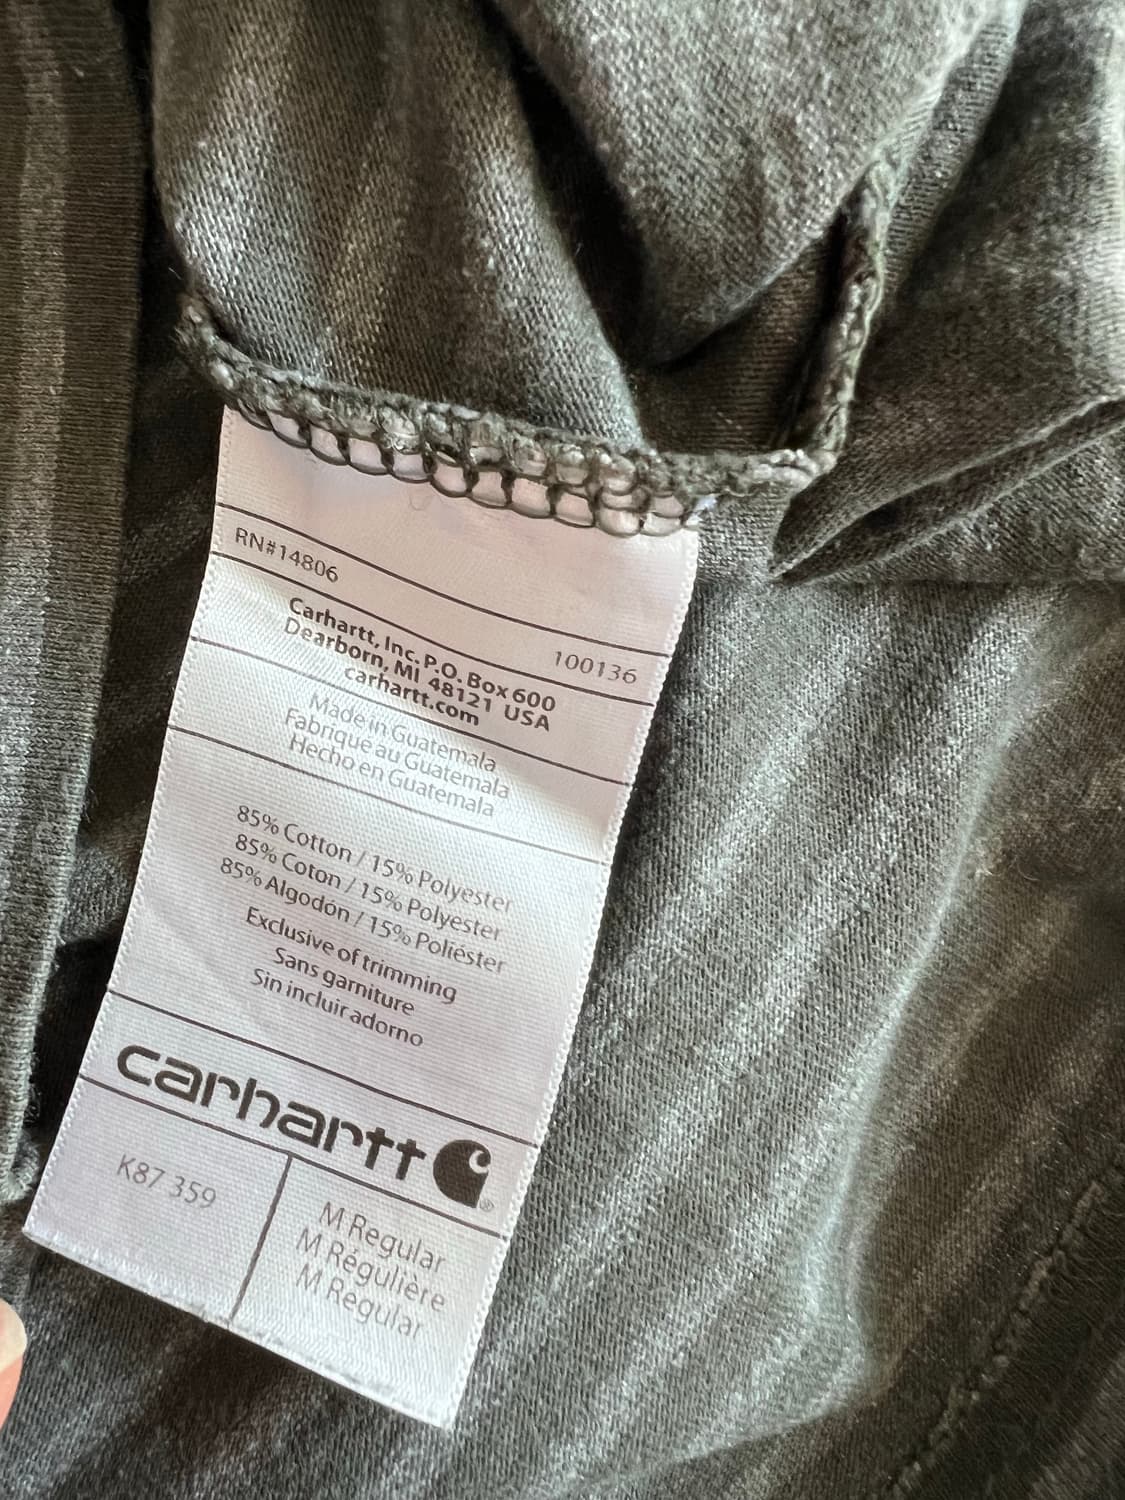 RN#14806
100136
Carhartt, Inc. P.O. Box 600
Dearborn, MI 48121 USA
carhartt.com
Made in Guatemala
Fabriqué au Guatemala
Hecho en Guatemala
85% Cotton / 15% Polyester
85% Coton / 15% Polyester
85% Algodón / 15% Poliéster
Exclusive of trimming
Sans garniture
Sin incluir adorno
carhartt ®
K87 359
M Regular
M Régulière
M Regular